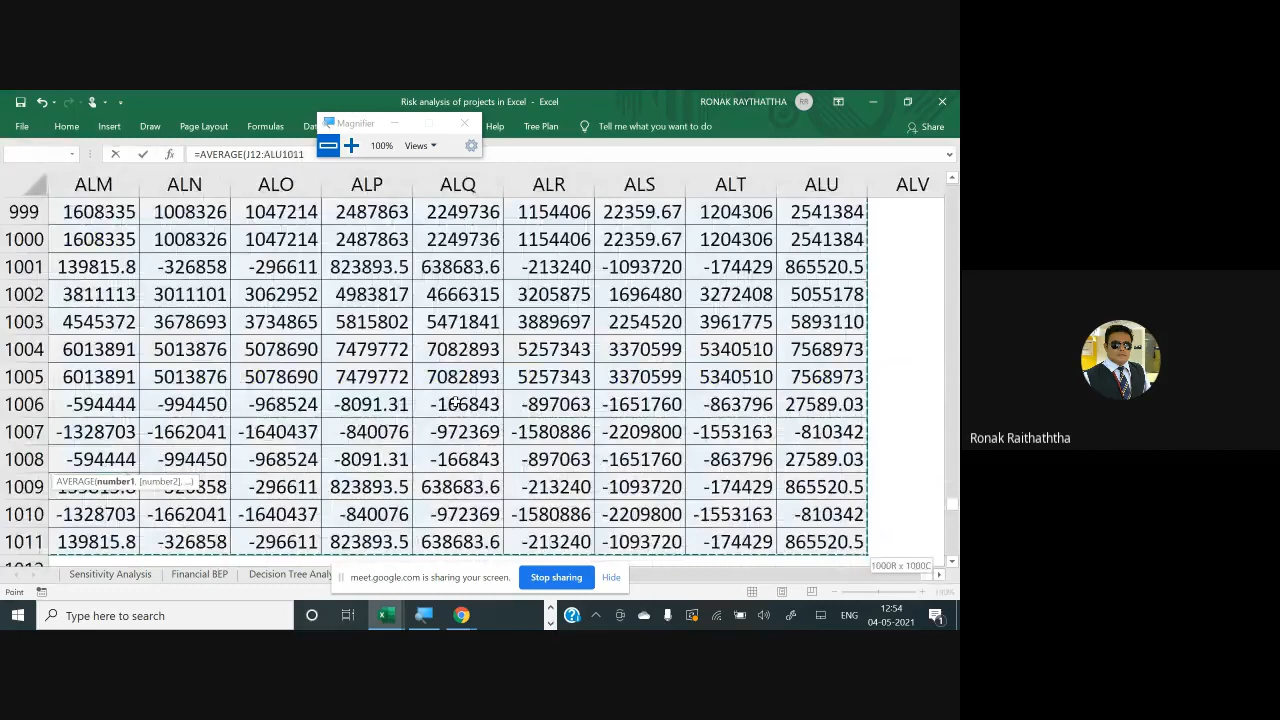 Risk analysis of projects in Excel - Excel
RONAK RAYTHATTHA
RR
Magnifier
File Home Insert Draw Page Layout Formulas Dat Help Tree Plan Tell me what you want to do Share
100% Views
fx =AVERAGE(J12:ALU1011
ALM ALN ALO ALP ALQ ALR ALS ALT ALU ALV
999 1608335 1008326 1047214 2487863 2249736 1154406 22359.67 1204306 2541384
1000 1608335 1008326 1047214 2487863 2249736 1154406 22359.67 1204306 2541384
1001 139815.8 -326858 -296611 823893.5 638683.6 -213240 -1093720 -174429 865520.5
1002 3811113 3011101 3062952 4983817 4666315 3205875 1696480 3272408 5055178
1003 4545372 3678693 3734865 5815802 5471841 3889697 2254520 3961775 5893110
1004 6013891 5013876 5078690 7479772 7082893 5257343 3370599 5340510 7568973
1005 6013891 5013876 5078690 7479772 7082893 5257343 3370599 5340510 7568973
1006 -594444 -994450 -968524 -8091.31 -166843 -897063 -1651760 -863796 27589.03
1007 -1328703 -1662041 -1640437 -840076 -972369 -1580886 -2209800 -1553163 -810342
1008 -594444 -994450 -968524 -8091.31 -166843 -897063 -1651760 -863796 27589.03
AVERAGE(number1, [number2], ...)
1009 -296611 823893.5 638683.6 -213240 -1093720 -174429 865520.5
1010 -1328703 -1662041 -1640437 -840076 -972369 -1580886 -2209800 -1553163 -810342
1011 139815.8 -326858 -296611 823893.5 638683.6 -213240 -1093720 -174429 865520.5
1000R x 1000C
Sensitivity Analysis Financial BEP Decision Tree Analy
meet.google.com is sharing your screen. Stop sharing Hide
Point
Type here to search
ENG
12:54
04-05-2021
Ronak Raithaththa